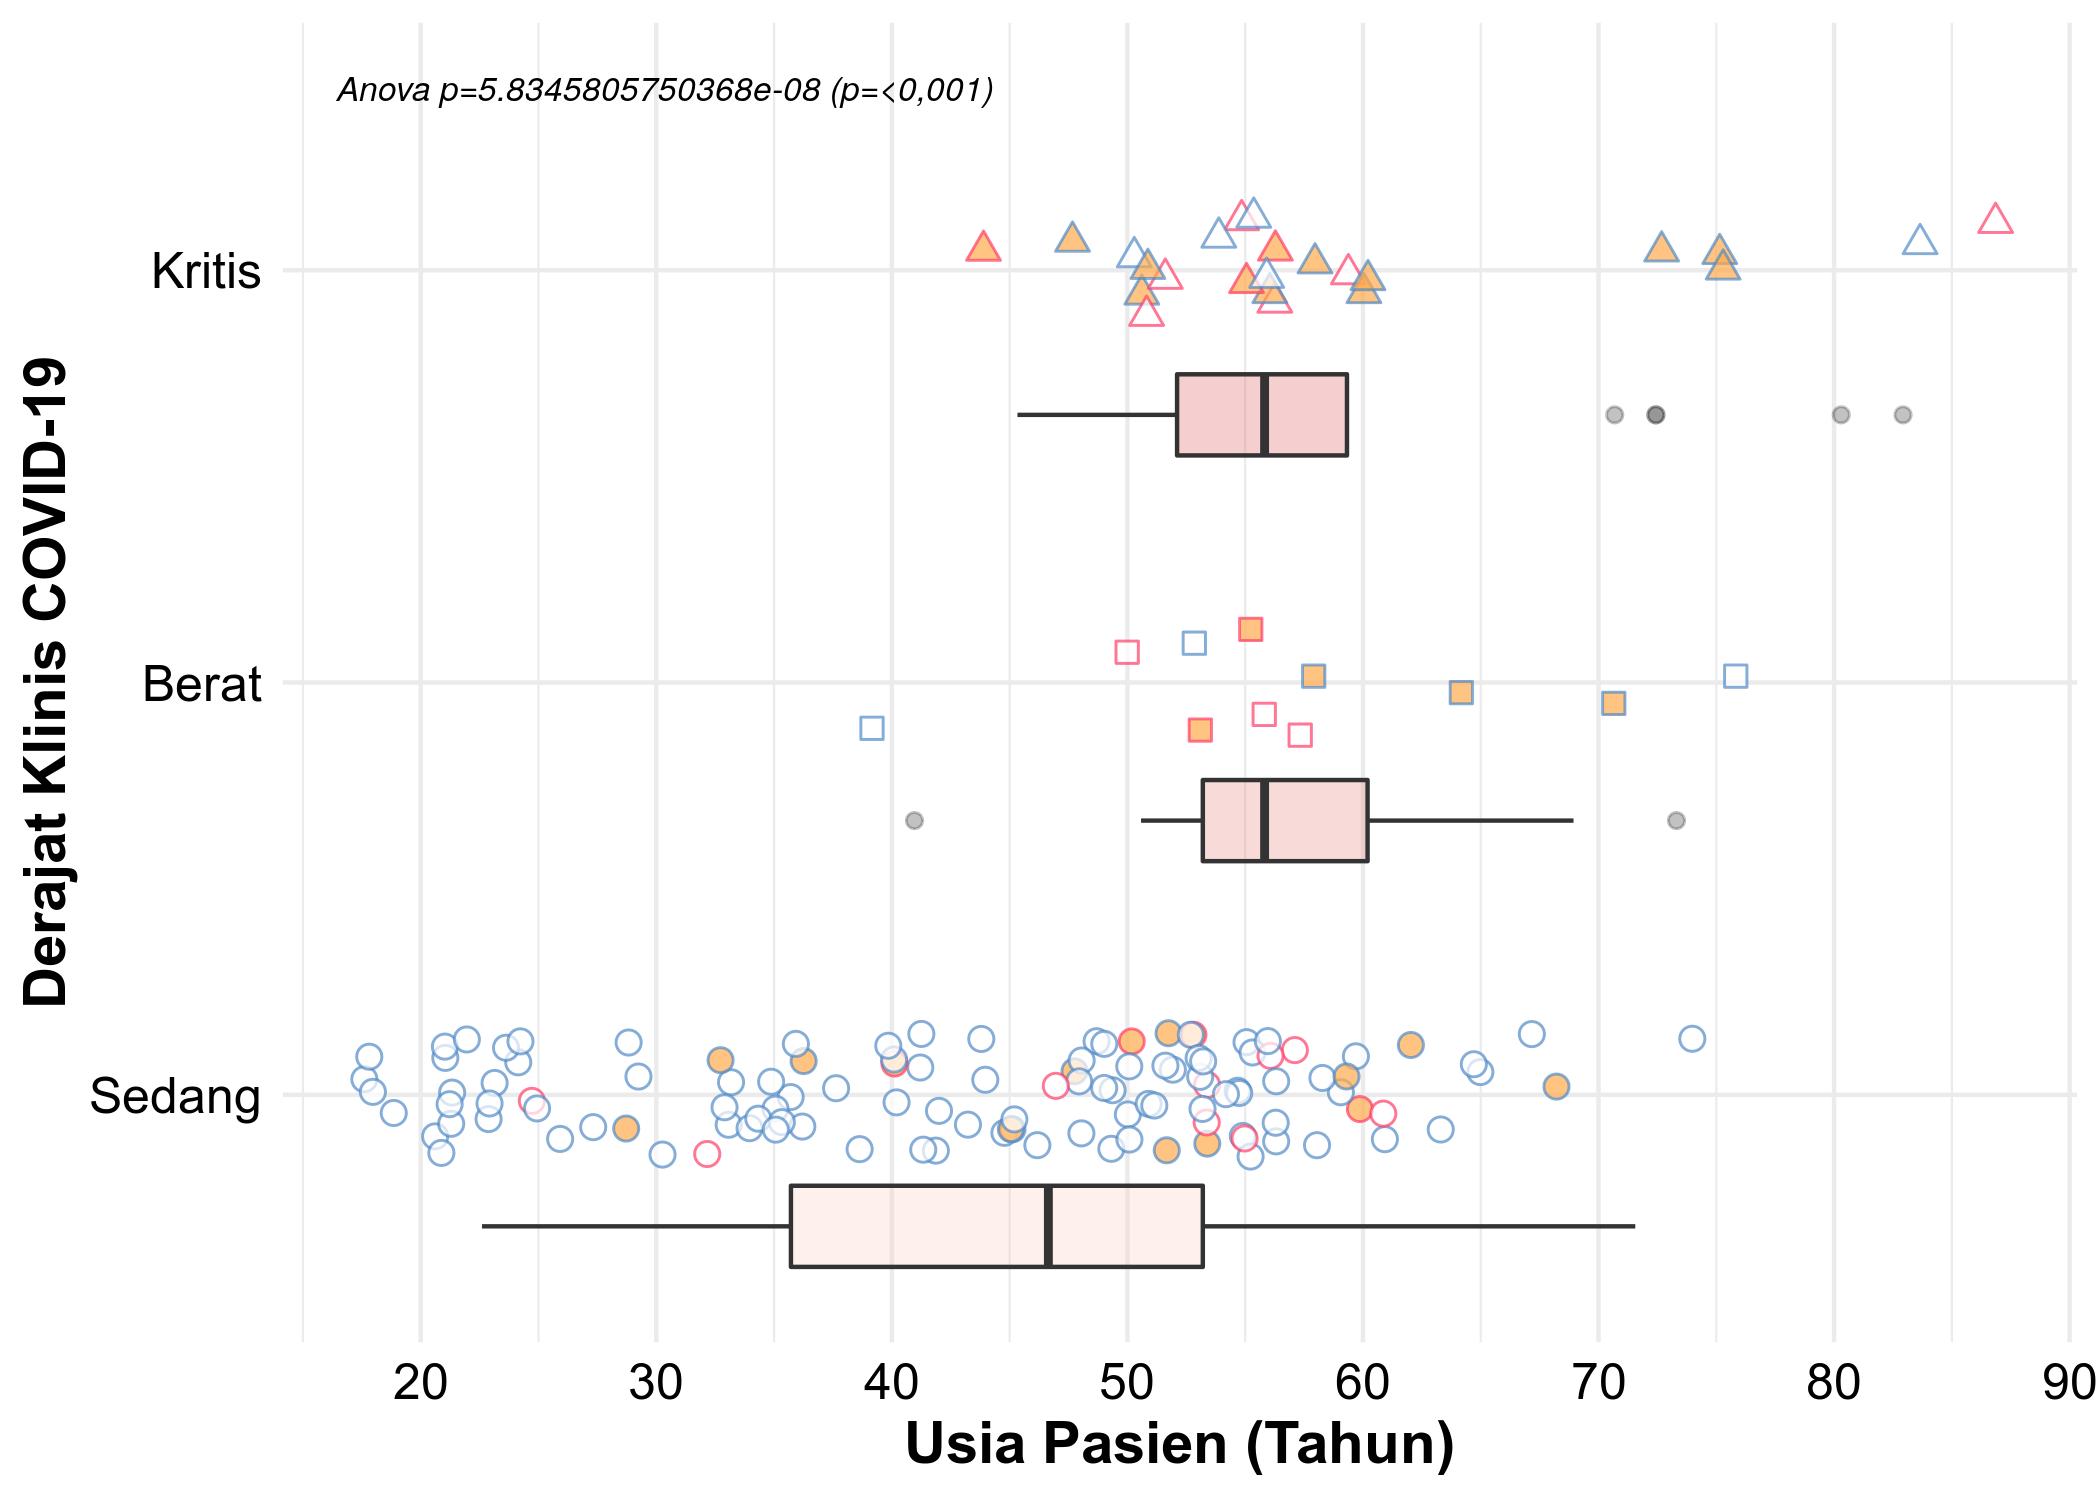 Anova p=5.8345805750368e-08 (p=<0,001)
Kritis
Berat
Sedang
Derajat Klinis COVID-19
20 30 40 50 60 70 80 90
Usia Pasien (Tahun)